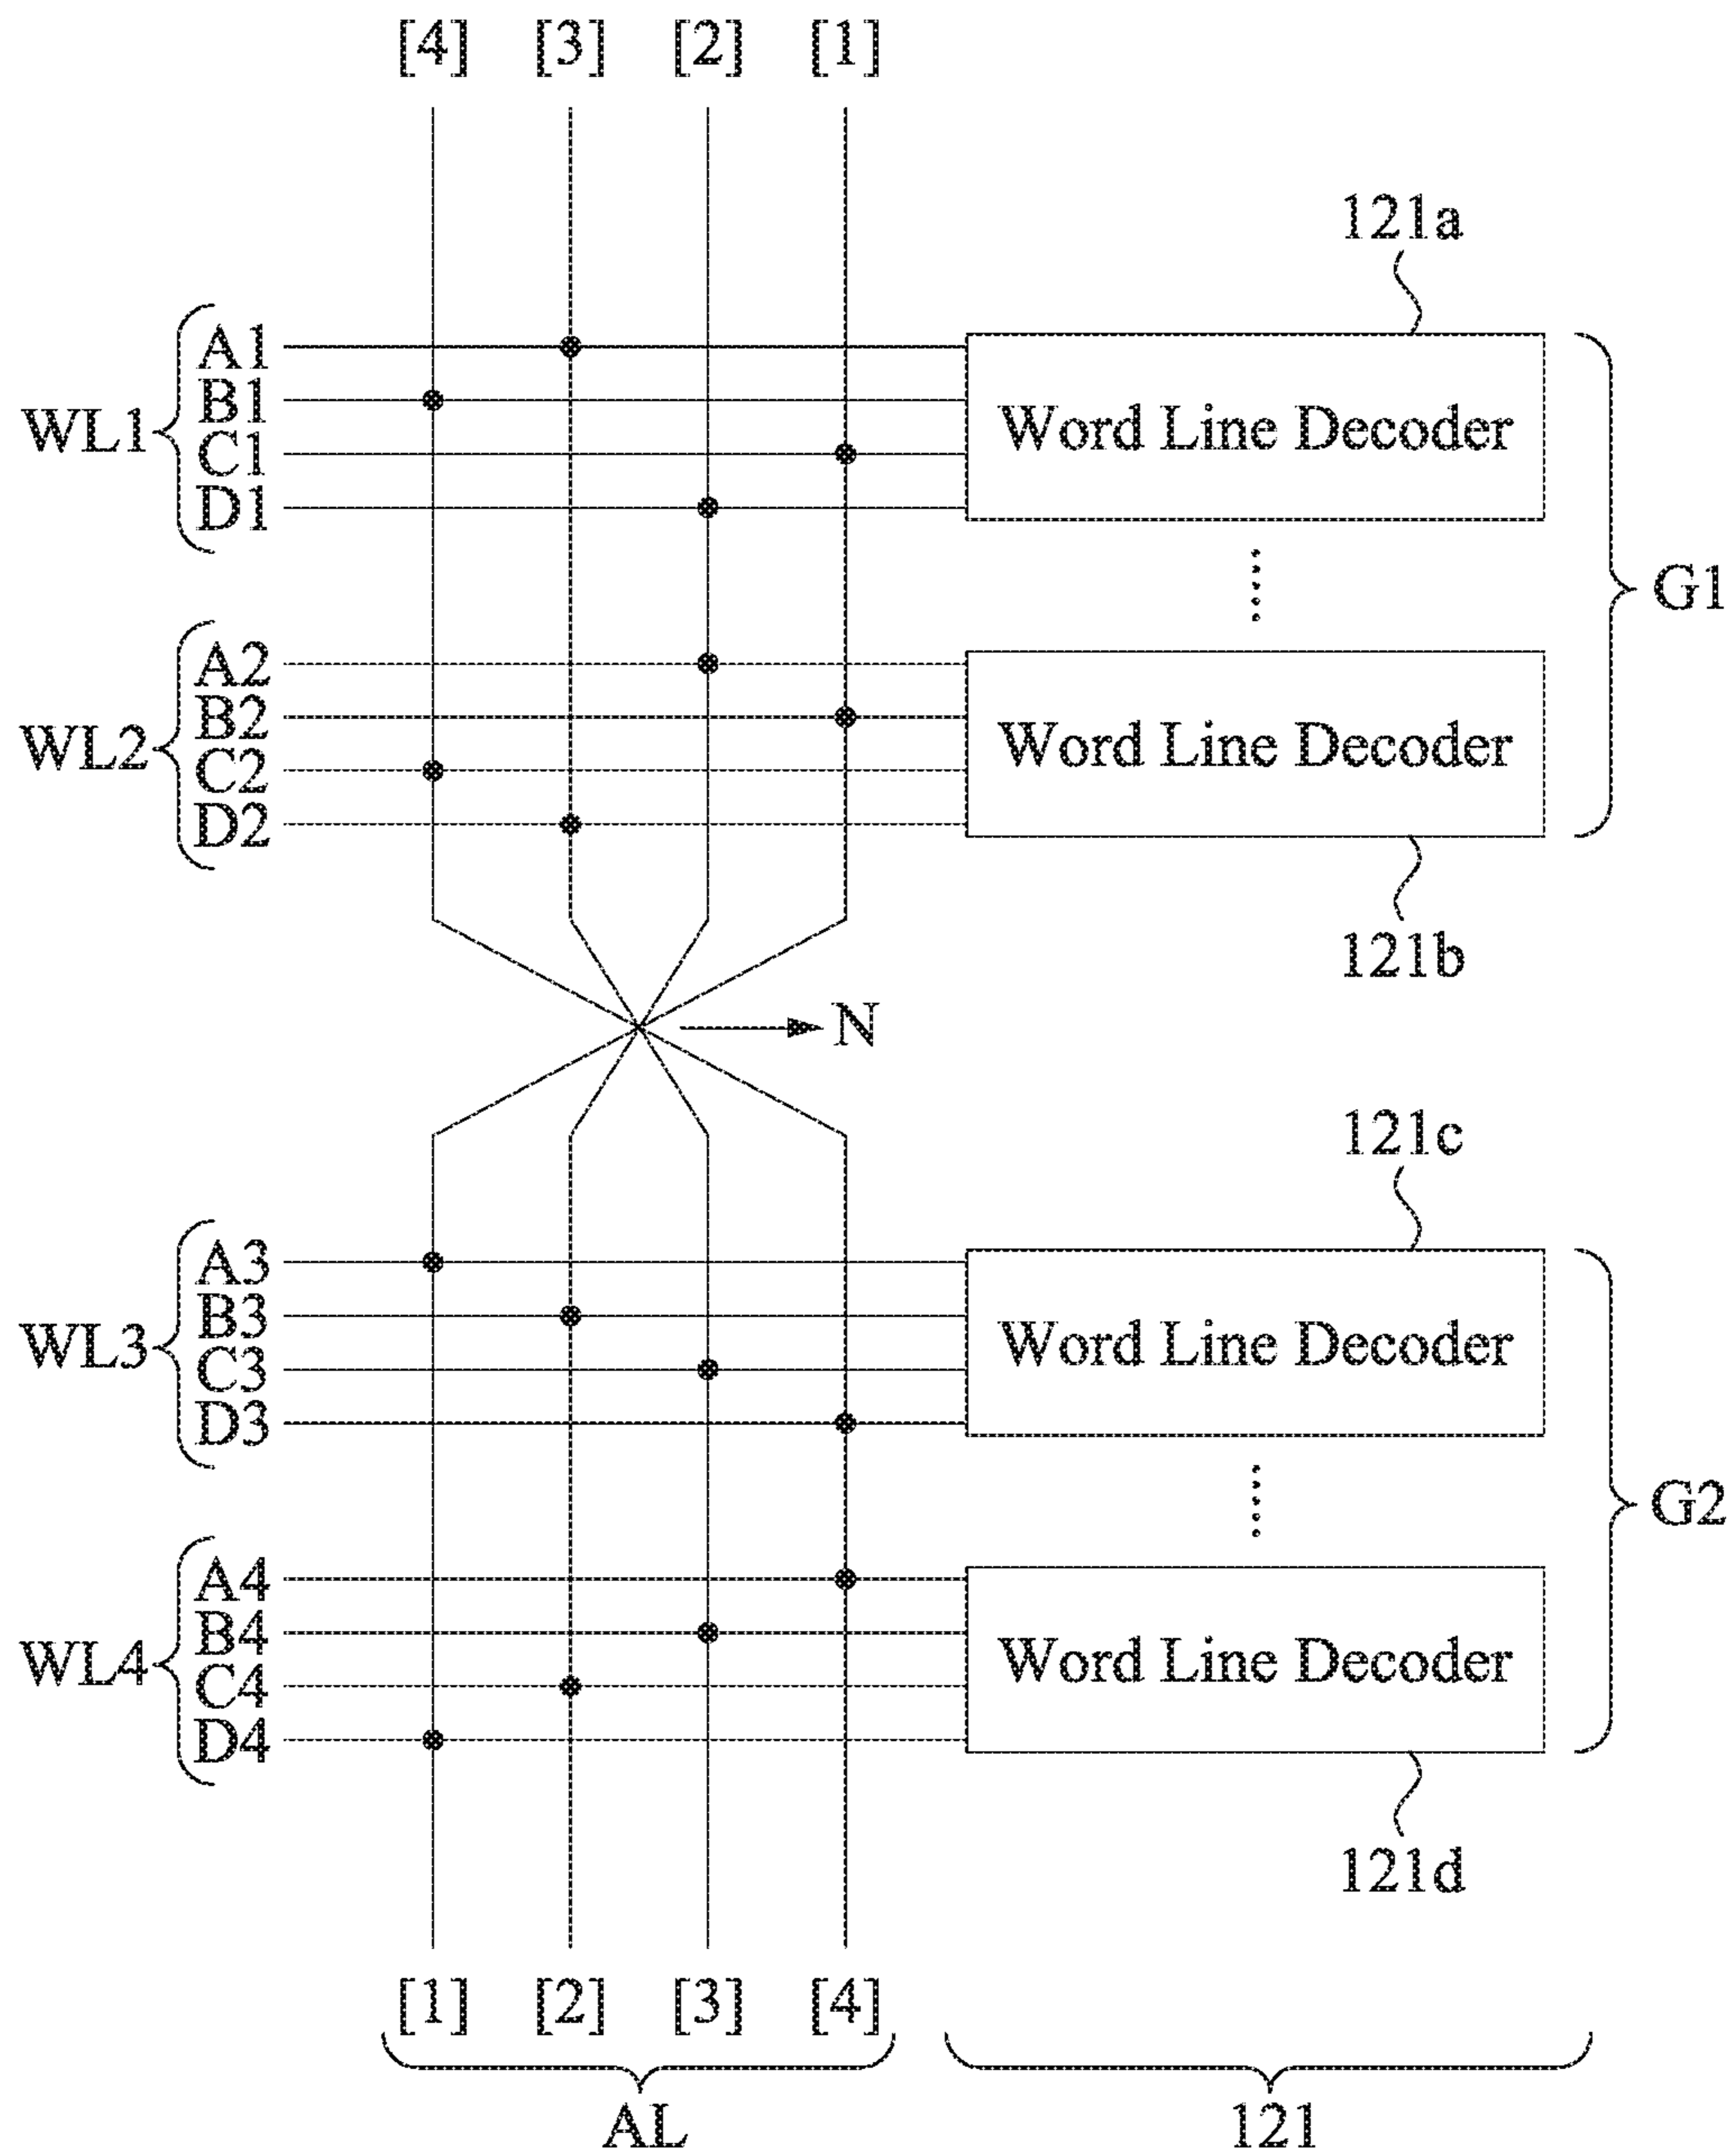 [4] [3] [2] [1]
121a
A1
B1
WL1
C1
D1
Word Line Decoder
G1
A2
B2
WL2
C2
D2
Word Line Decoder
121b
N
121c
A3
B3
WL3
C3
D3
Word Line Decoder
G2
A4
B4
WL4
C4
D4
Word Line Decoder
121d
[1] [2] [3] [4]
AL
121